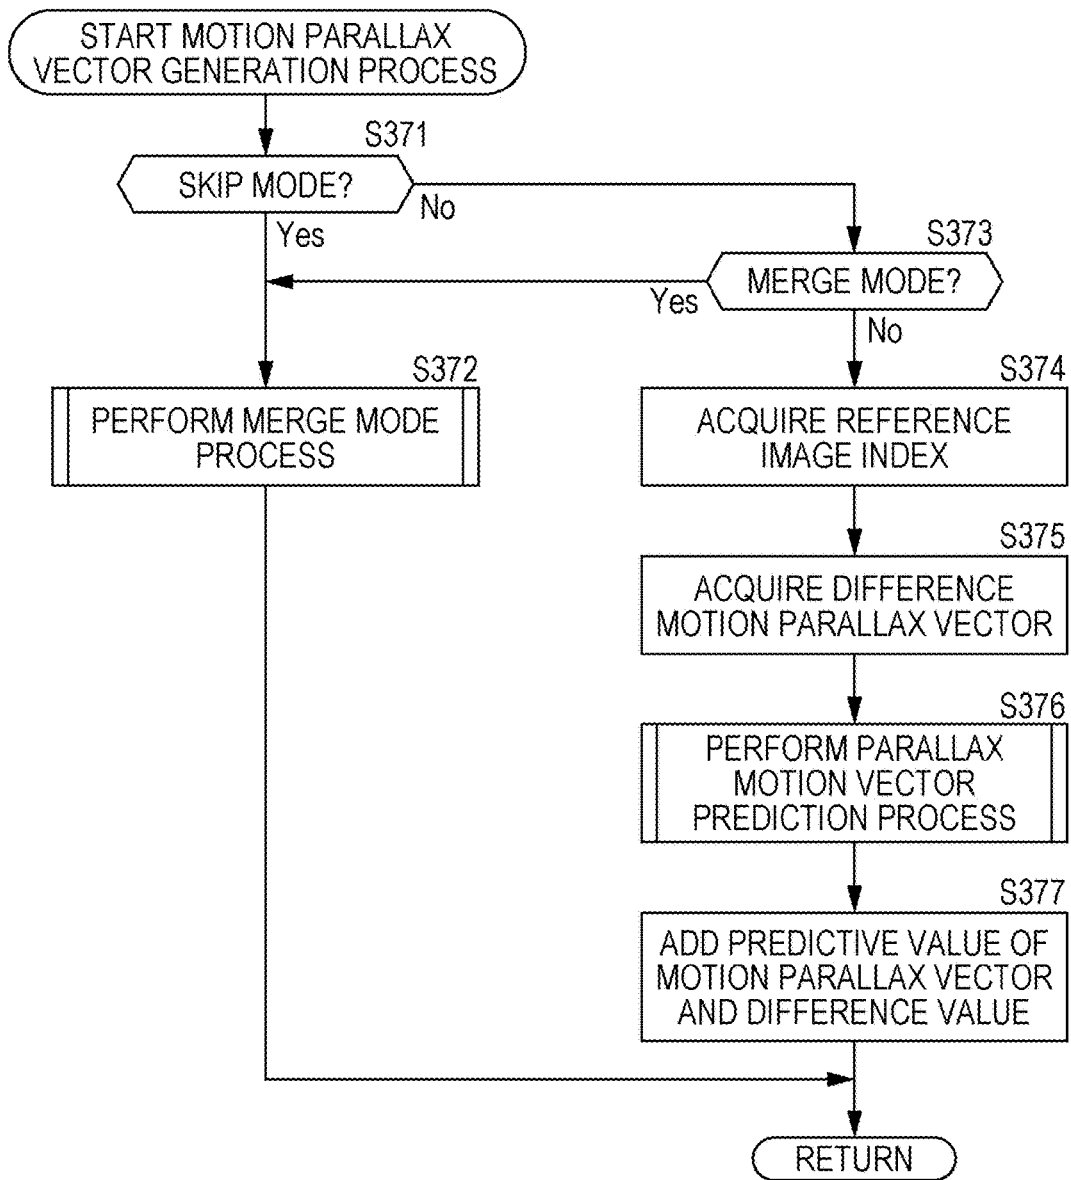 START MOTION PARALLAX
VECTOR GENERATION PROCESS
S371
SKIP MODE?
No
Yes
S373
MERGE MODE?
Yes
No
S372
PERFORM MERGE MODE
PROCESS
S374
ACQUIRE REFERENCE
IMAGE INDEX
S375
ACQUIRE DIFFERENCE
MOTION PARALLAX VECTOR
S376
PERFORM PARALLAX
MOTION VECTOR
PREDICTION PROCESS
S377
ADD PREDICTIVE VALUE OF
MOTION PARALLAX VECTOR
AND DIFFERENCE VALUE
RETURN